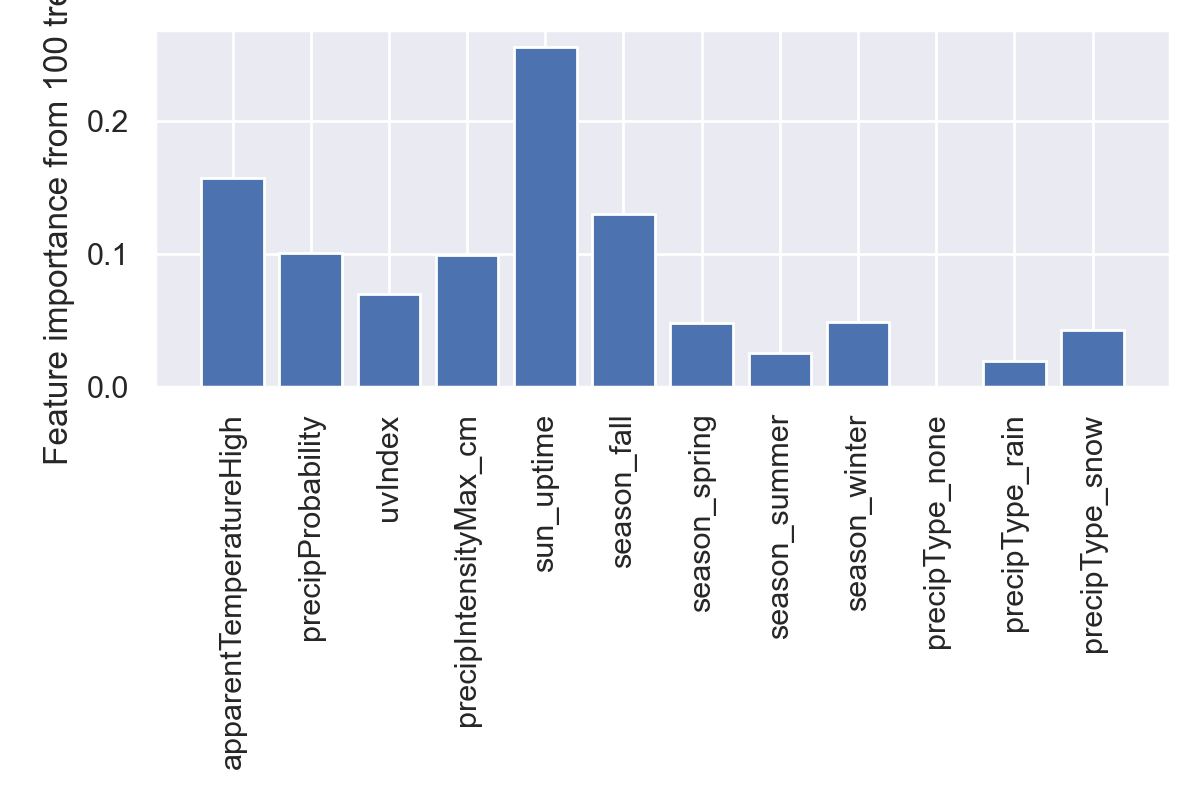 Feature importance from 100
0.2
0.1
0.0
apparentTemperatureHigh
precipProbability
uvIndex
precipIntensityMax_cm
sun_uptime
season_fall
season_spring
season_summer
season_winter
precipType_none
precipType_rain
precipType_snow